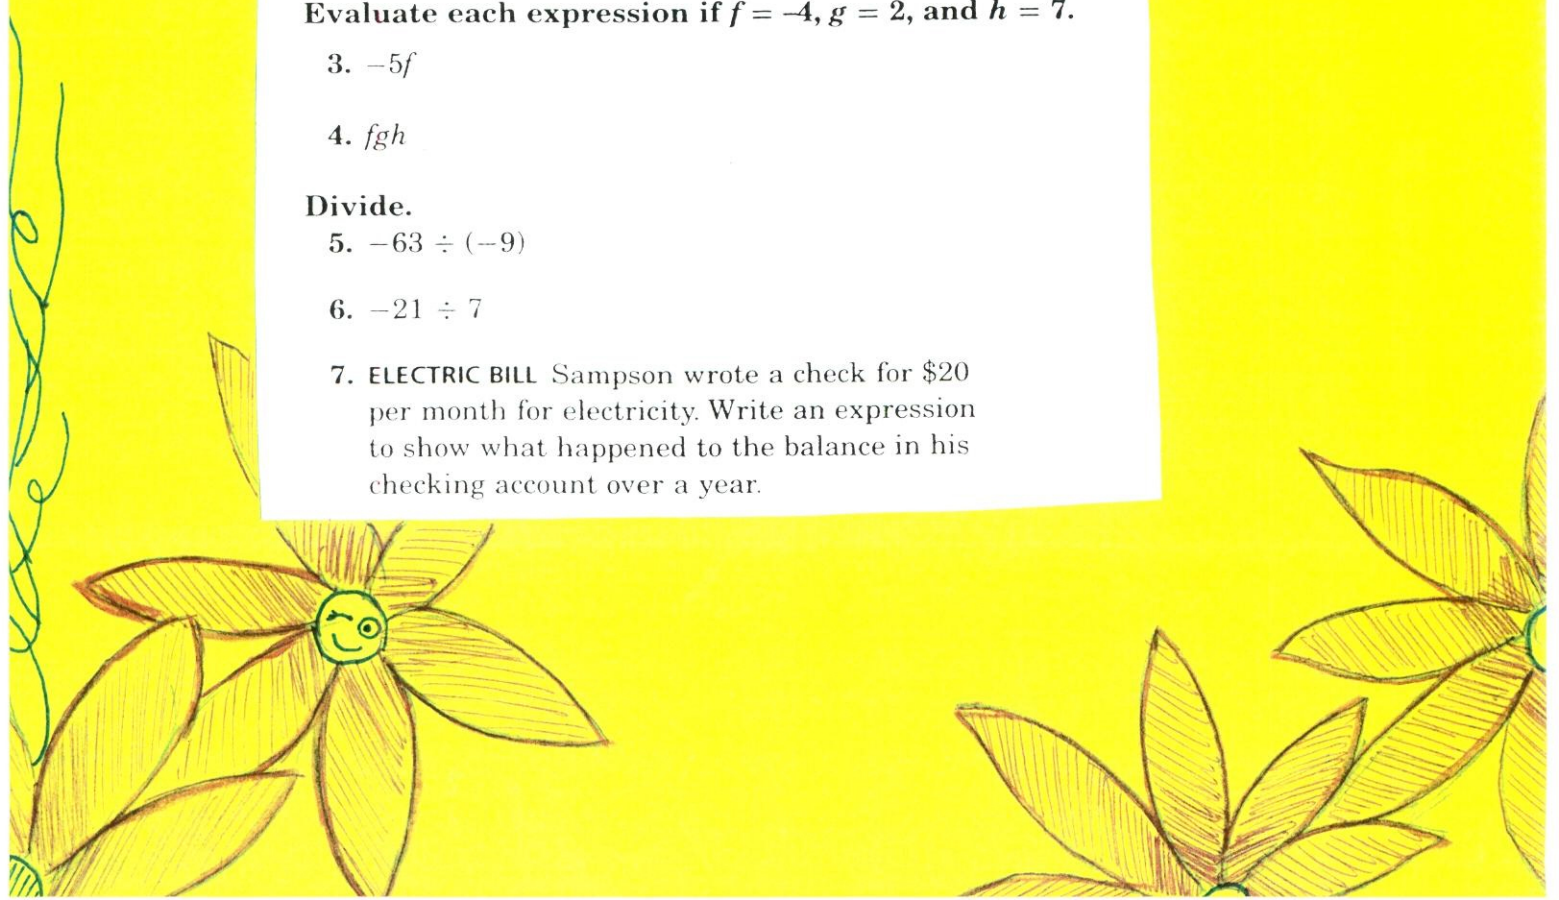 Evaluate each expression if f = –4, g = 2, and h = 7.
3. −5f
4. fgh
Divide.
5. −63 ÷ (−9)
6. −21 ÷ 7
7. ELECTRIC BILL Sampson wrote a check for $20
per month for electricity. Write an expression
to show what happened to the balance in his
checking account over a year.